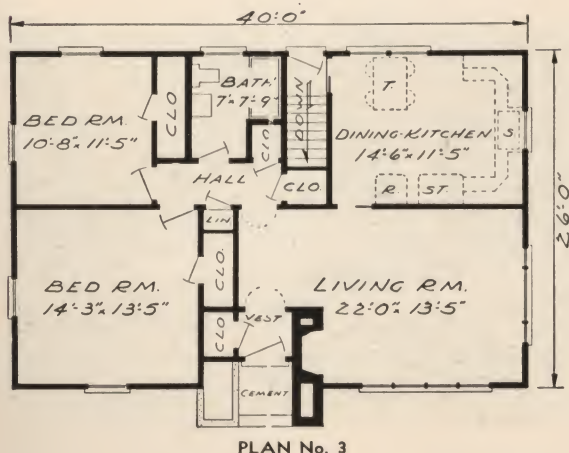 40'-0"
BED RM.
10'-8" x 11'-5"
CLO
BATH
7' x 7'-9"
CLO
DOWN
T.
DINING-KITCHEN
14'-6" x 11'-5"
S
R.
ST.
HALL
CLO.
LIN
26'-0"
BED RM.
14'-3" x 13'-5"
CLO.
LIVING RM.
22'-0" x 13'-5"
CLO
VEST
CEMENT
PLAN No. 3